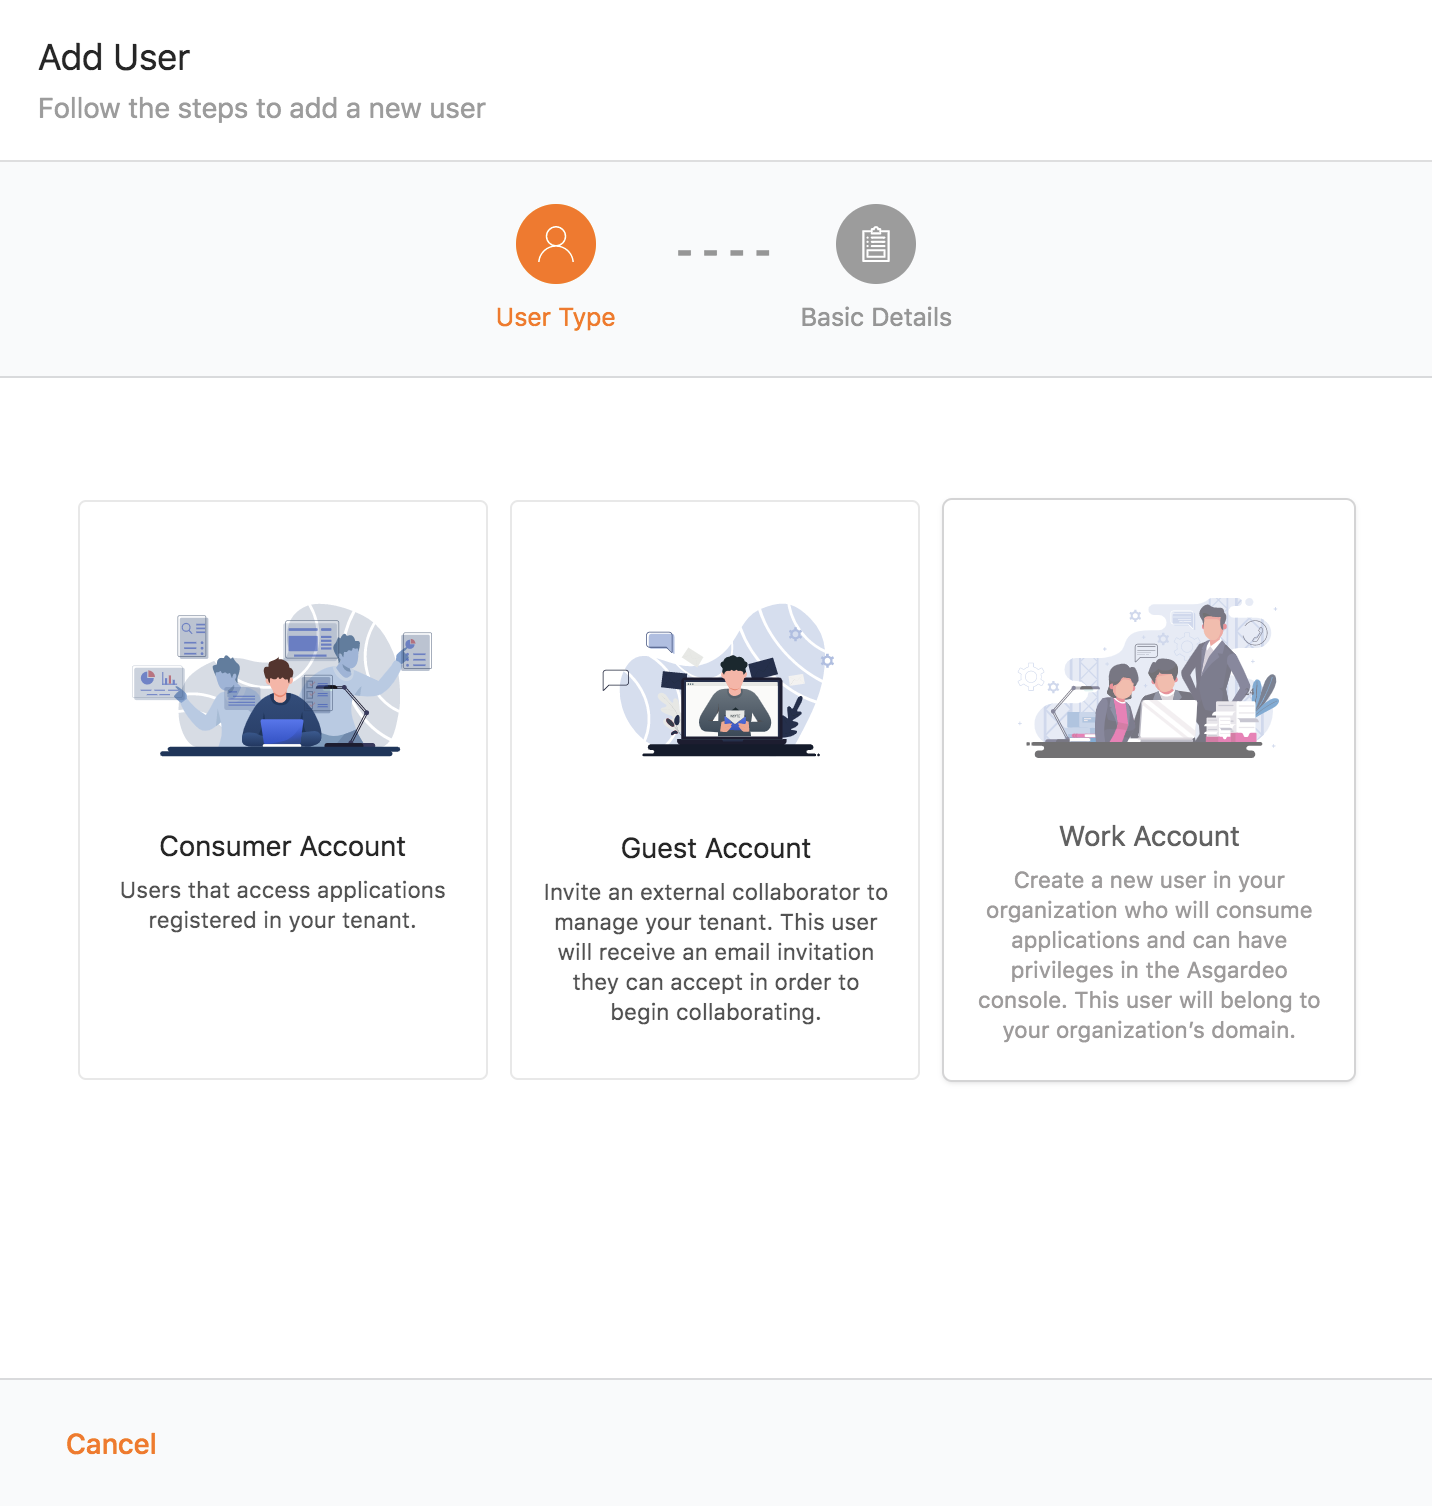 Add User
Follow the steps to add a new user
User Type
Basic Details
Consumer Account
Users that access applications
registered in your tenant.
Guest Account
Invite an external collaborator to
manage your tenant. This user
will receive an email invitation
they can accept in order to
begin collaborating.
Work Account
Create a new user in your
organization who will consume
applications and can have
privileges in the Asgardeo
console. This user will belong to
your organization’s domain.
Cancel